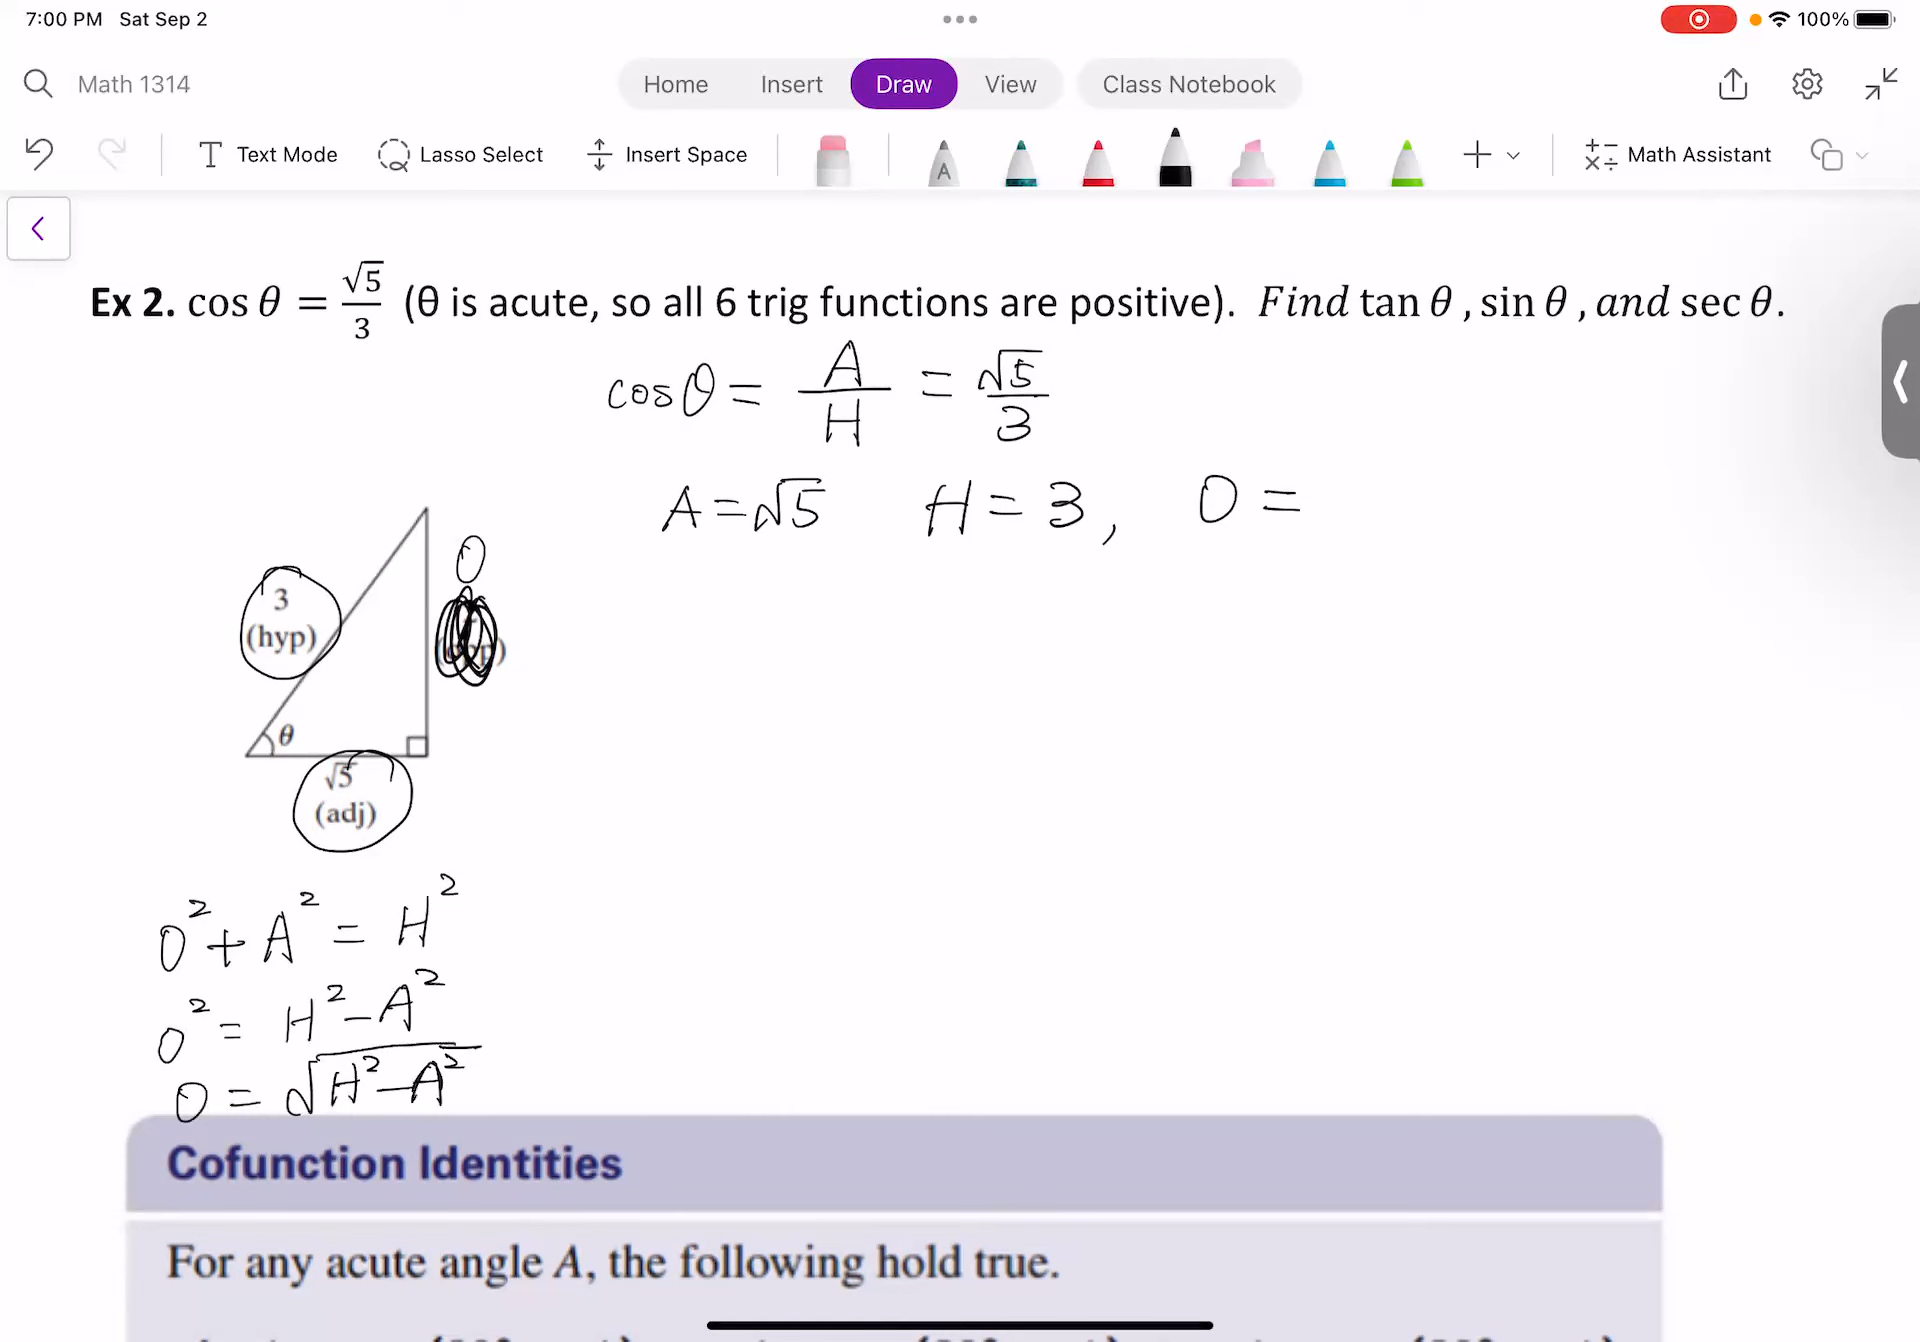 7:00 PM Sat Sep 2
100%
Math 1314
Home Insert Draw View Class Notebook
Text Mode Lasso Select Insert Space A Math Assistant
Ex 2. cos θ = √5/3 (θ is acute, so all 6 trig functions are positive). Find tan θ , sin θ , and sec θ.
cosθ = A/H = √5/3
A = √5 H = 3, O =
O
3
(hyp)
θ
√5
(adj)
O² + A² = H²
O² = H² – A²
O = √(H² – A²)
Cofunction Identities
For any acute angle A, the following hold true.